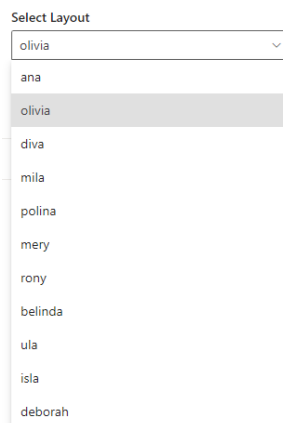 Select Layout
olivia
ana
olivia
diva
mila
polina
mery
rony
belinda
ula
isla
deborah